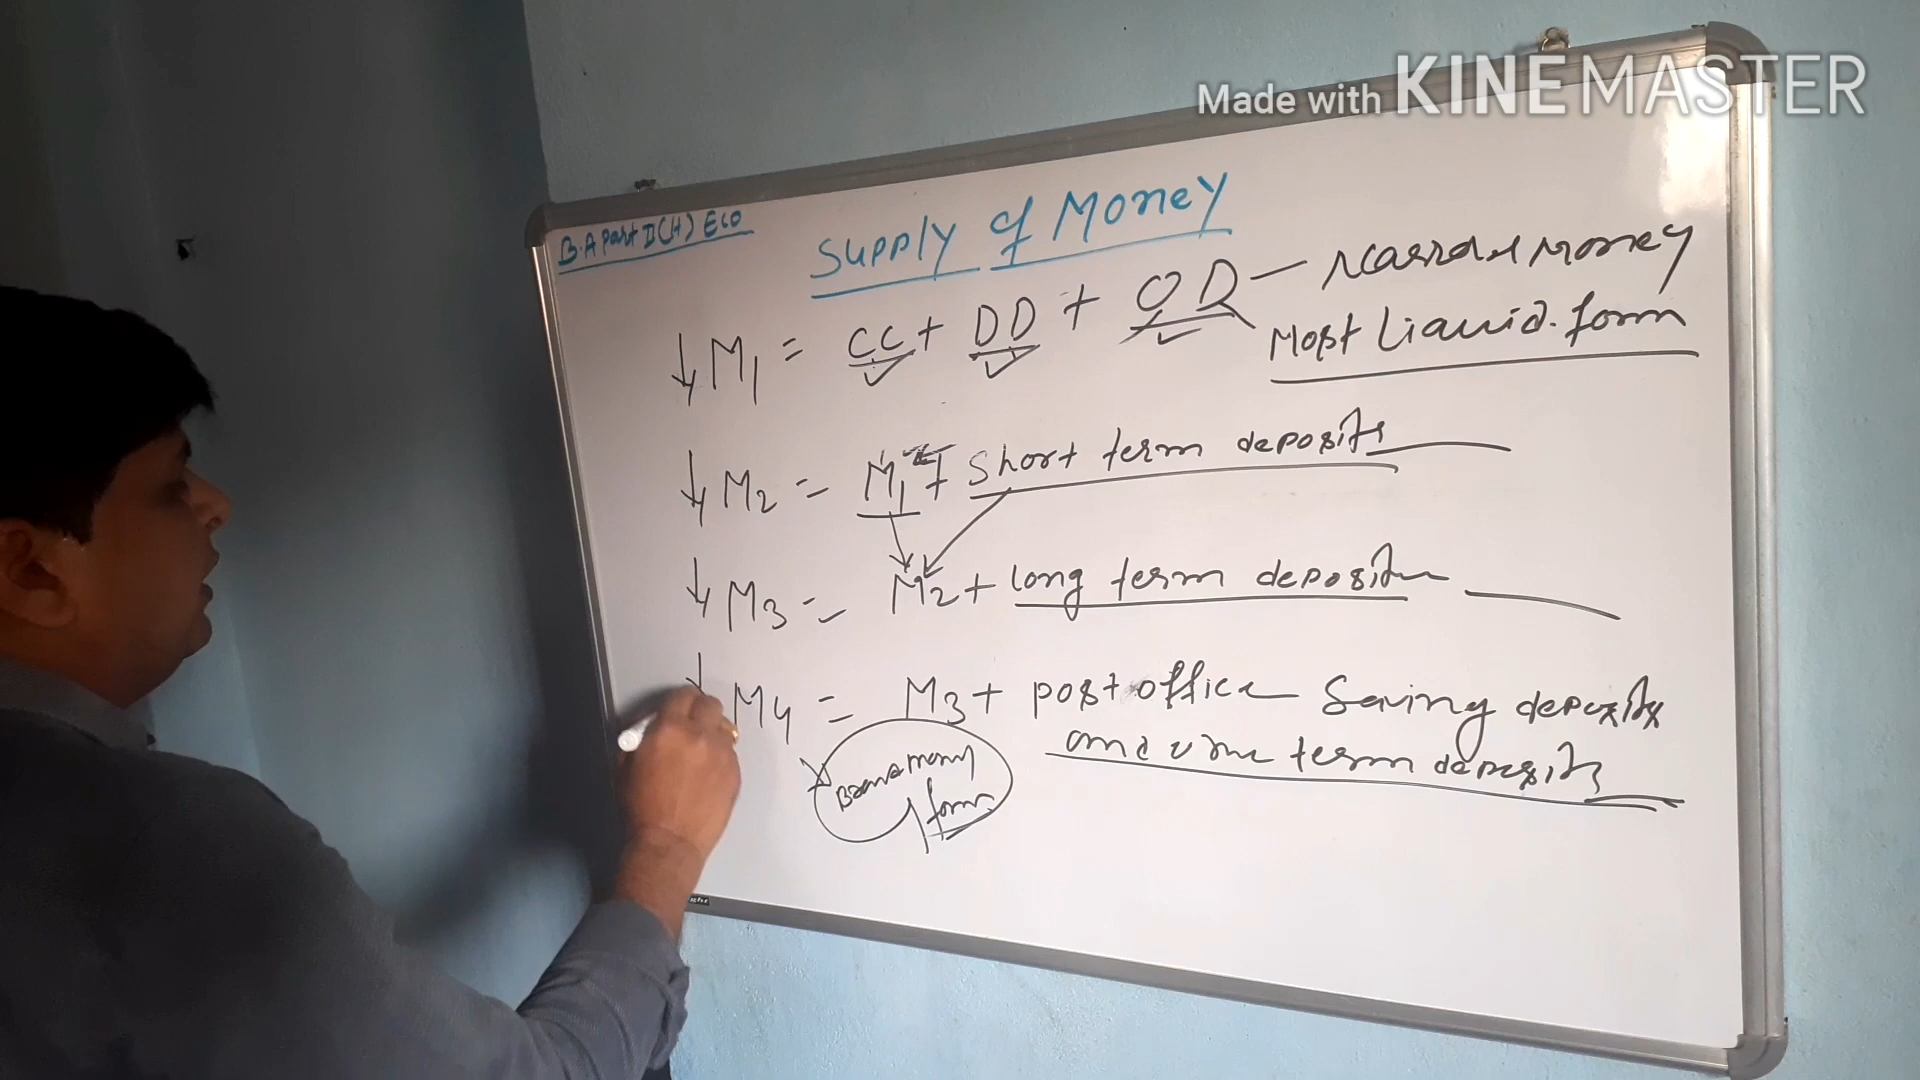 Made with KINEMASTER
B.A Part II (H) Eco
Supply of Money
↓ M1 = CC + DD + OD — Narrow Money
Most Liquid form
↓ M2 = M1 + Short term deposits
↓ M3 = M2 + long term deposits
↓ M4 = M3 + post office Saving deposits
and term deposits
Broad Money
form